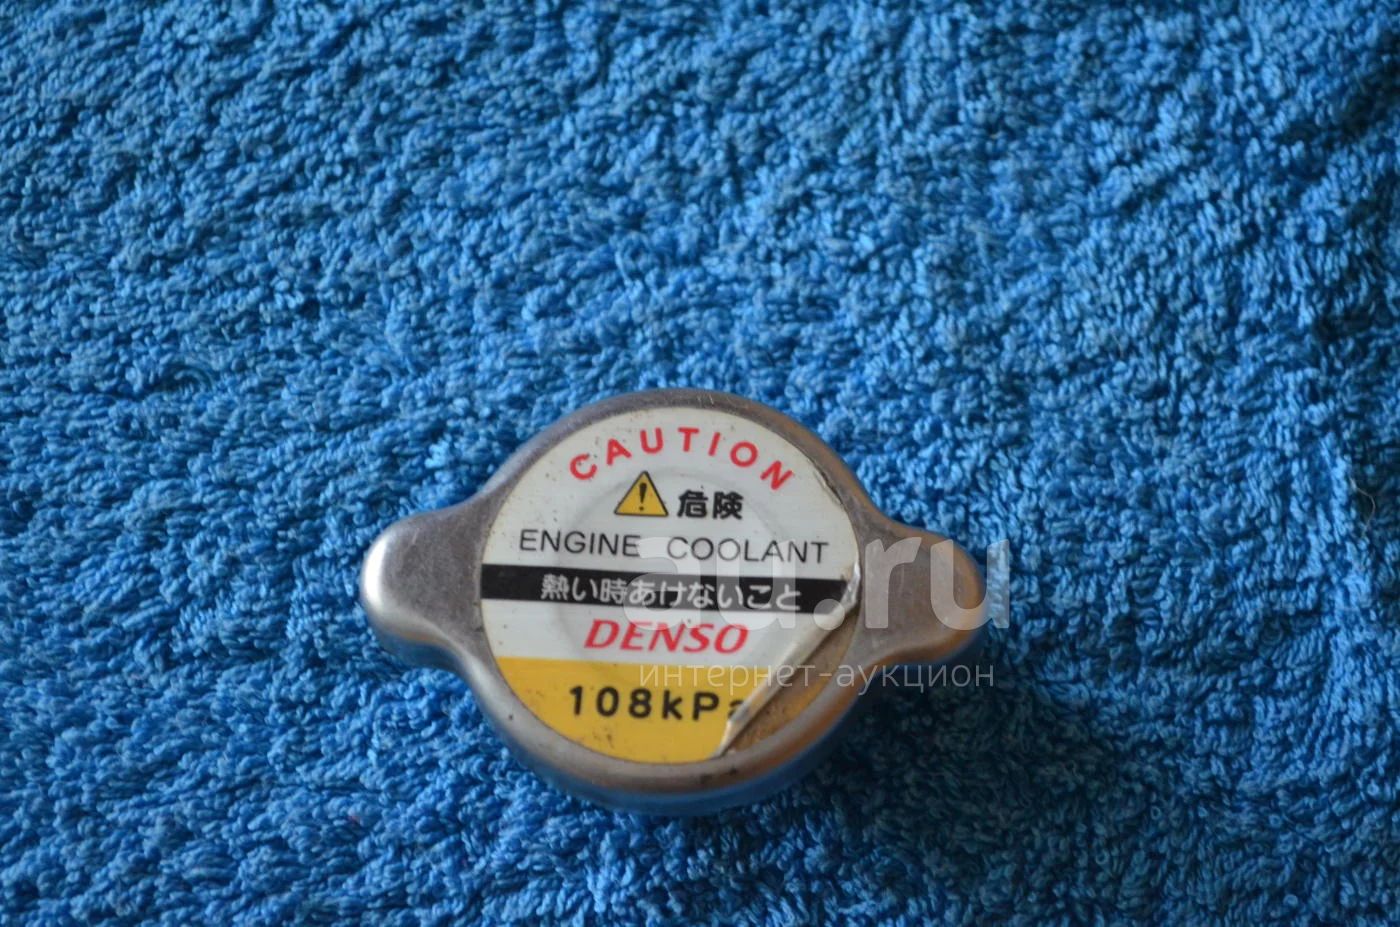 CAUTION
危険
ENGINE COOLANT
熱い時あけないこと
DENSO
108kPa
au.ru
интернет-аукцион